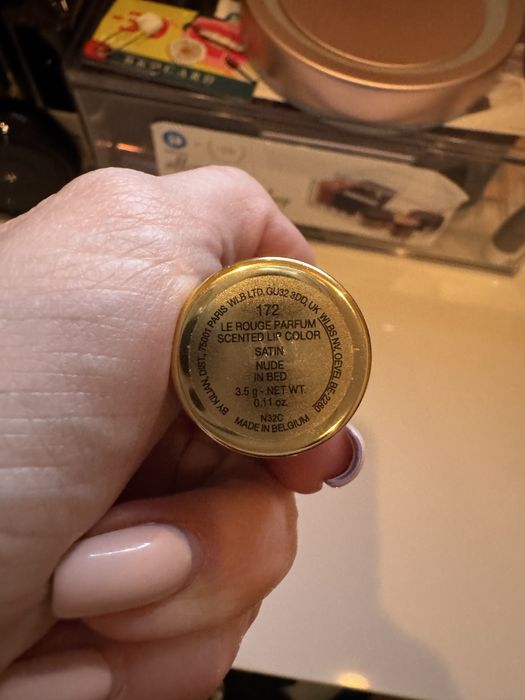 BY KILIAN, DIST., 75001 PARIS WLB LTD, GU32 3DD, UK WLBS NV, OEVEL BE-2260
172
LE ROUGE PARFUM
SCENTED LIP COLOR
SATIN
NUDE
IN BED
3.5 g - NET WT.
0.11 oz.
N32C
MADE IN BELGIUM